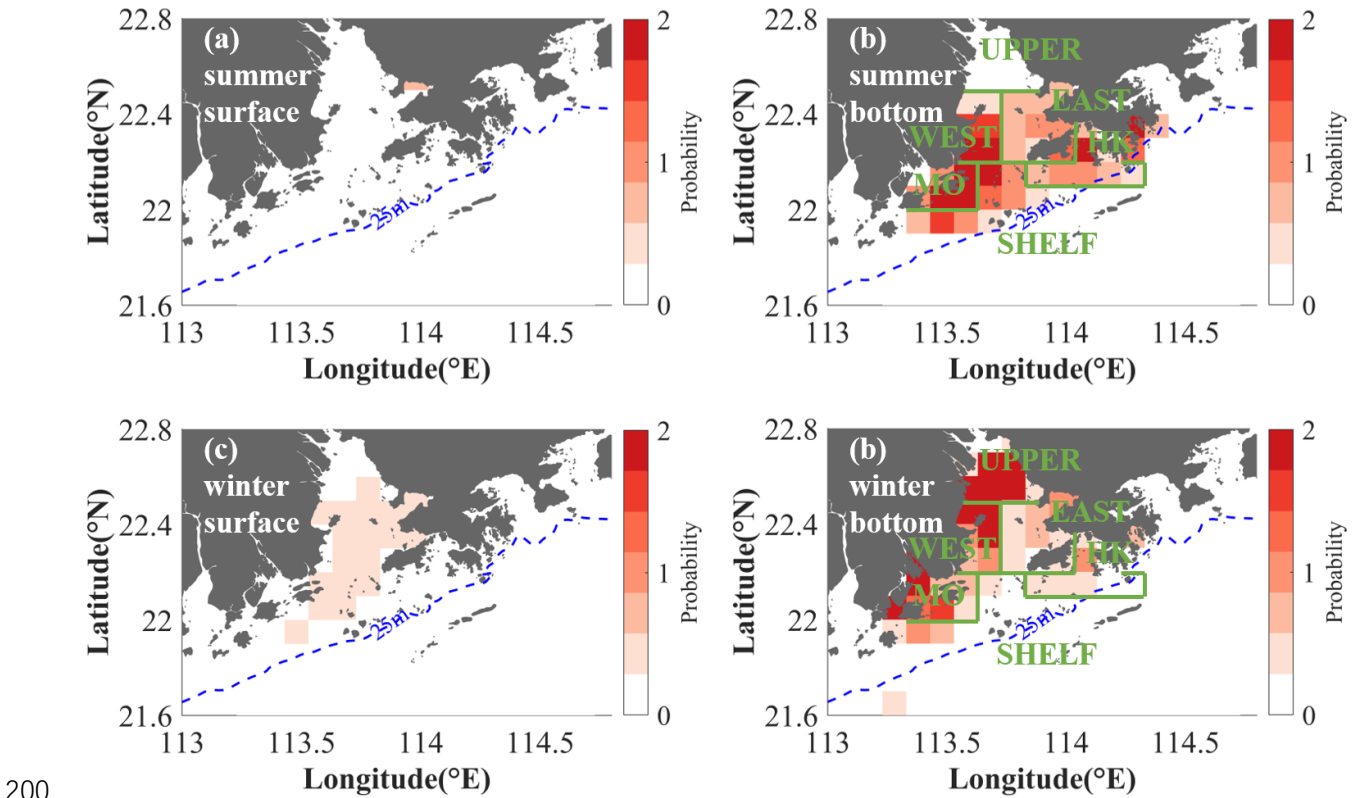 22.8
22.4
22
21.6
Latitude(°N)
(a)
summer
surface
25m
113
113.5
114
114.5
Longitude(°E)
2
1
0
Probability
22.8
22.4
22
21.6
Latitude(°N)
(b)
summer
bottom
UPPER
EAST
WEST
HK
MO
25m
SHELF
113
113.5
114
114.5
Longitude(°E)
2
1
0
Probability
22.8
22.4
22
21.6
Latitude(°N)
(c)
winter
surface
25m
113
113.5
114
114.5
Longitude(°E)
2
1
0
Probability
22.8
22.4
22
21.6
Latitude(°N)
(b)
winter
bottom
UPPER
EAST
WEST
HK
MO
25m
SHELF
113
113.5
114
114.5
Longitude(°E)
2
1
0
Probability
200